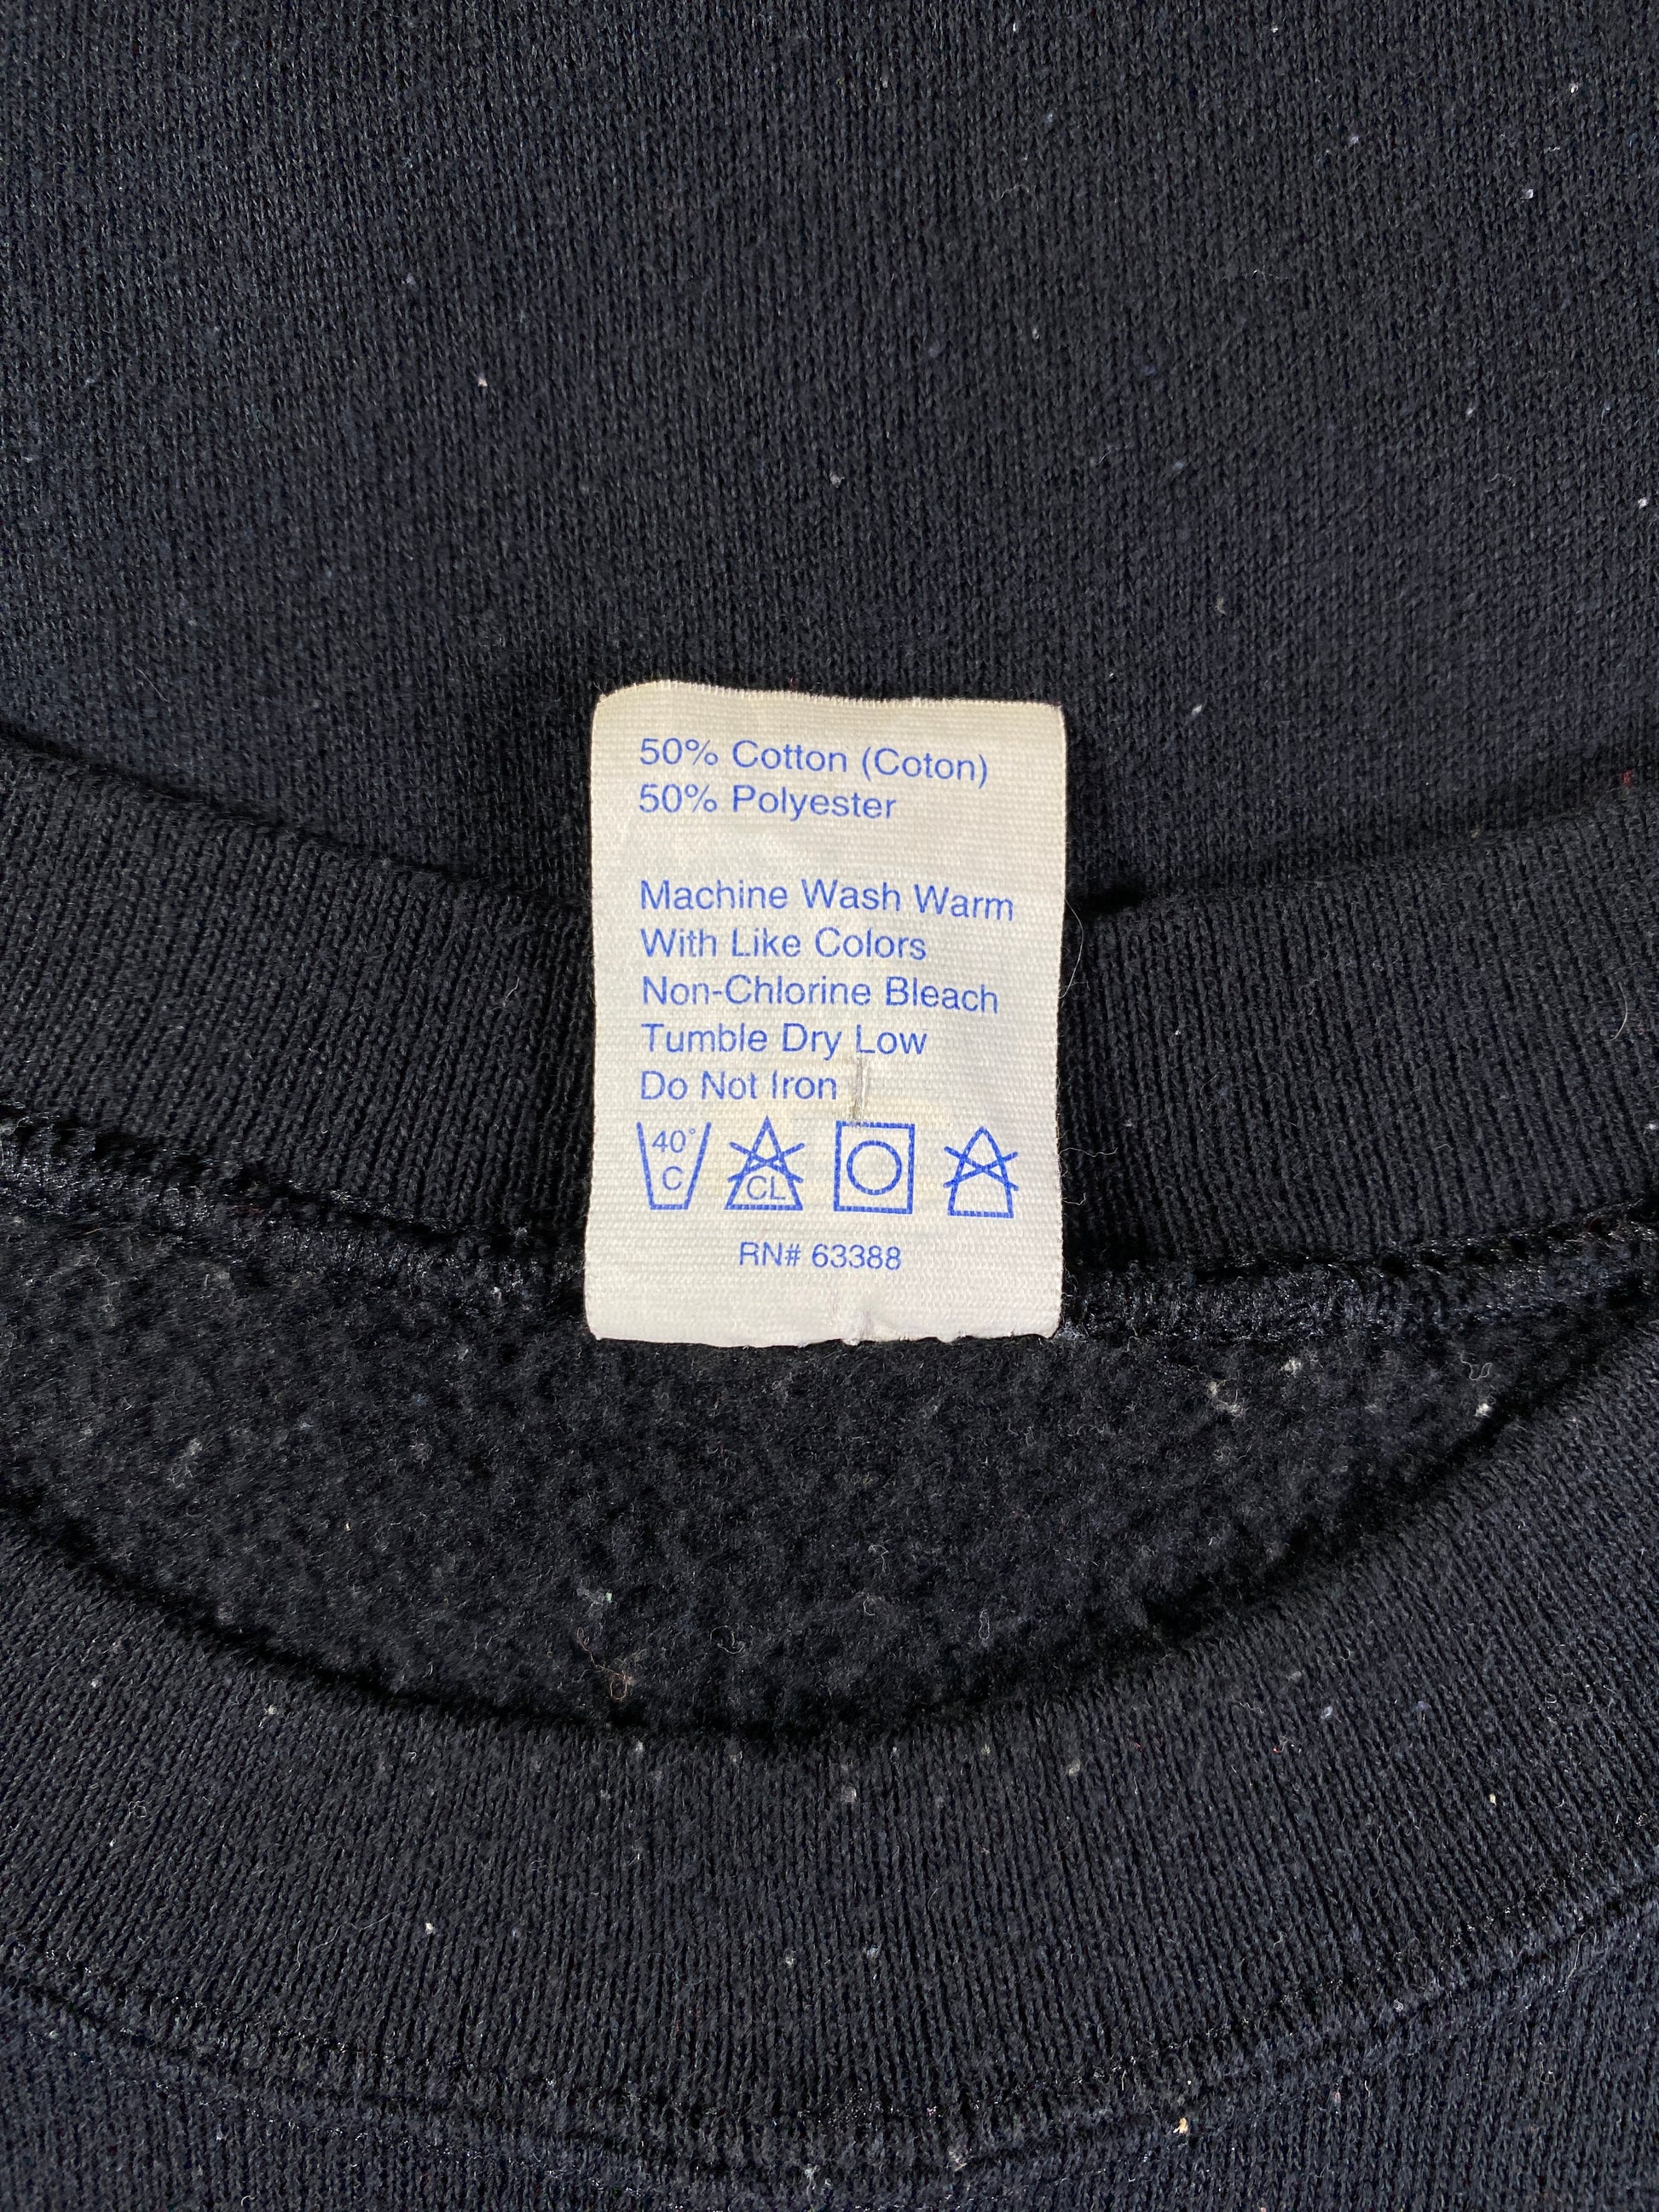 50% Cotton (Coton)
50% Polyester
Machine Wash Warm
With Like Colors
Non-Chlorine Bleach
Tumble Dry Low
Do Not Iron
40°
C
CL
RN# 63388